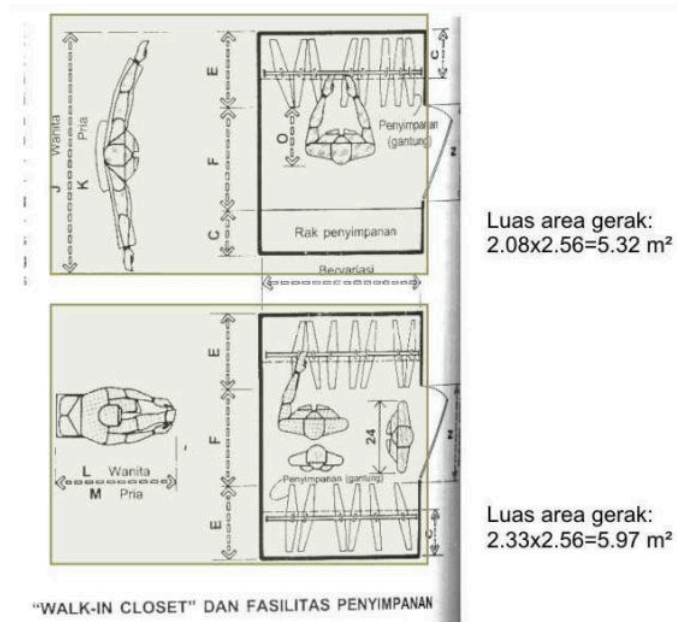 E
C
J Wanita
K Pria
F
O
Penyimpanan
(gantung)
N
C
Rak penyimpanan
Bervariasi
Luas area gerak:
2.08x2.56=5.32 m²
E
F
24
N
L Wanita
M Pria
Penyimpanan (gantung)
E
C
Luas area gerak:
2.33x2.56=5.97 m²
“WALK-IN CLOSET” DAN FASILITAS PENYIMPANAN